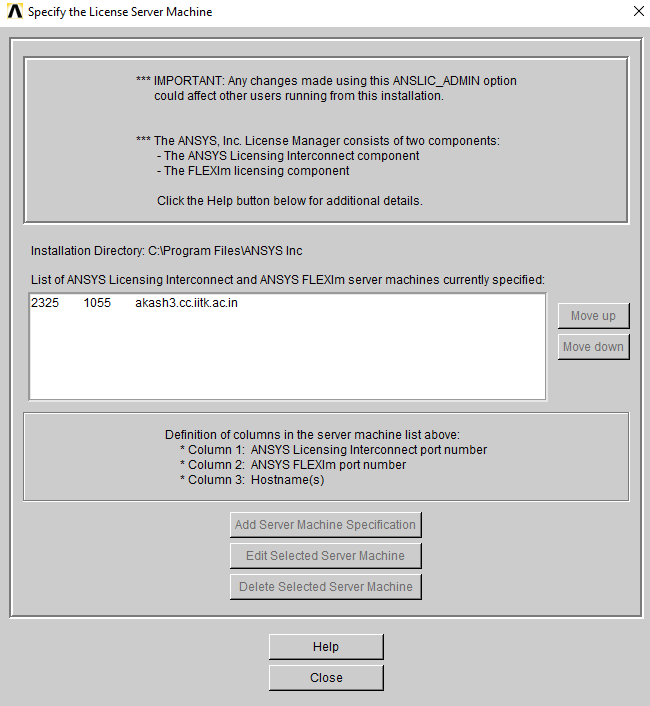 Specify the License Server Machine
*** IMPORTANT: Any changes made using this ANSLIC_ADMIN option
could affect other users running from this installation.
*** The ANSYS, Inc. License Manager consists of two components:
- The ANSYS Licensing Interconnect component
- The FLEXlm licensing component
Click the Help button below for additional details.
Installation Directory: C:\Program Files\ANSYS Inc
List of ANSYS Licensing Interconnect and ANSYS FLEXlm server machines currently specified:
2325 1055 akash3.cc.iitk.ac.in
Move up
Move down
Definition of columns in the server machine list above:
* Column 1: ANSYS Licensing Interconnect port number
* Column 2: ANSYS FLEXlm port number
* Column 3: Hostname(s)
Add Server Machine Specification
Edit Selected Server Machine
Delete Selected Server Machine
Help
Close